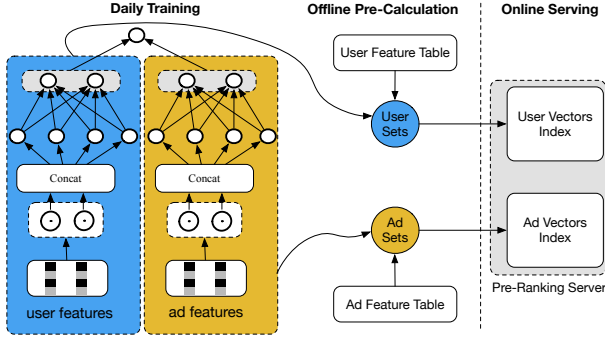 Daily Training
Offline Pre-Calculation
Online Serving
User Feature Table
User
Sets
User Vectors
Index
Concat
Concat
Ad
Sets
Ad Vectors
Index
Pre-Ranking Server
Ad Feature Table
user features
ad features